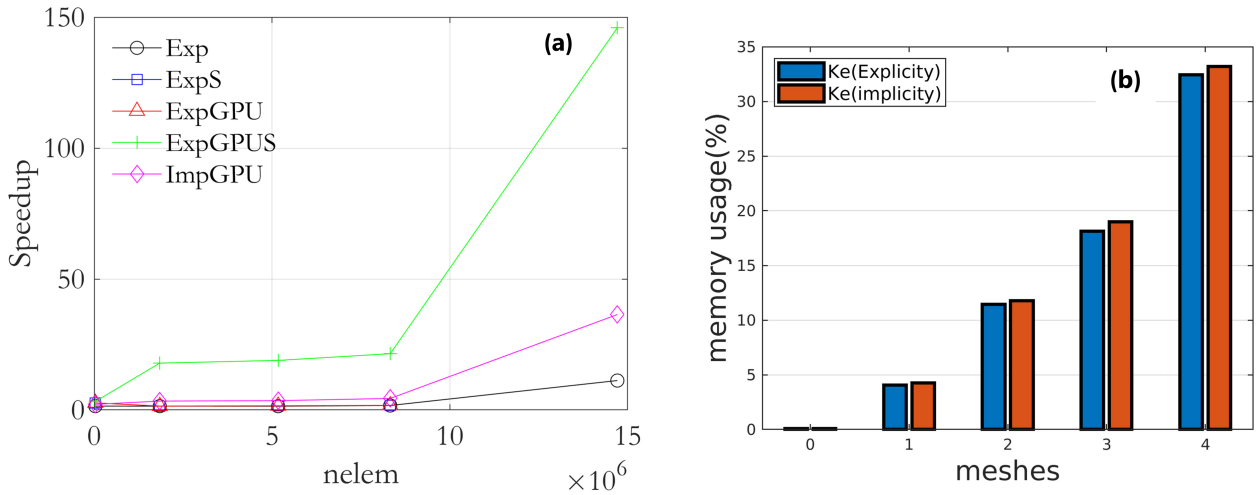 150
100
50
0
Speedup
Exp
ExpS
ExpGPU
ExpGPUS
ImpGPU
(a)
0 5 10 15
×10^6
nelem
35
30
25
20
15
10
5
0
memory usage(%)
Ke(Explicity)
Ke(implicity)
(b)
0 1 2 3 4
meshes